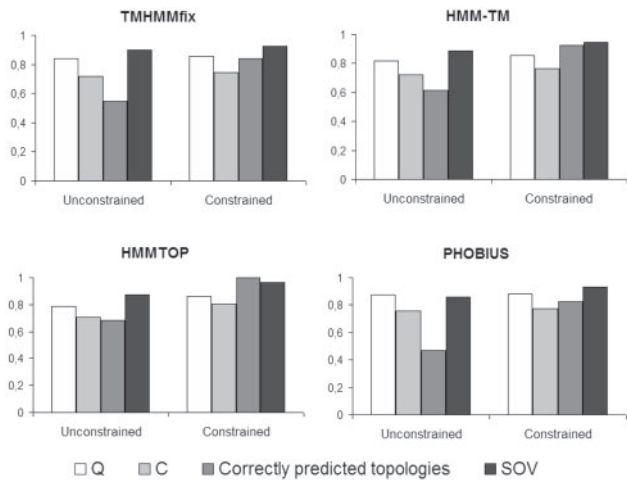 TMHMMfix
1
0,8
0,6
0,4
0,2
0
Unconstrained Constrained
HMM-TM
1
0,8
0,6
0,4
0,2
0
Unconstrained Constrained
HMMTOP
1
0,8
0,6
0,4
0,2
0
Unconstrained Constrained
PHOBIUS
1
0,8
0,6
0,4
0,2
0
Unconstrained Constrained
Q C Correctly predicted topologies SOV